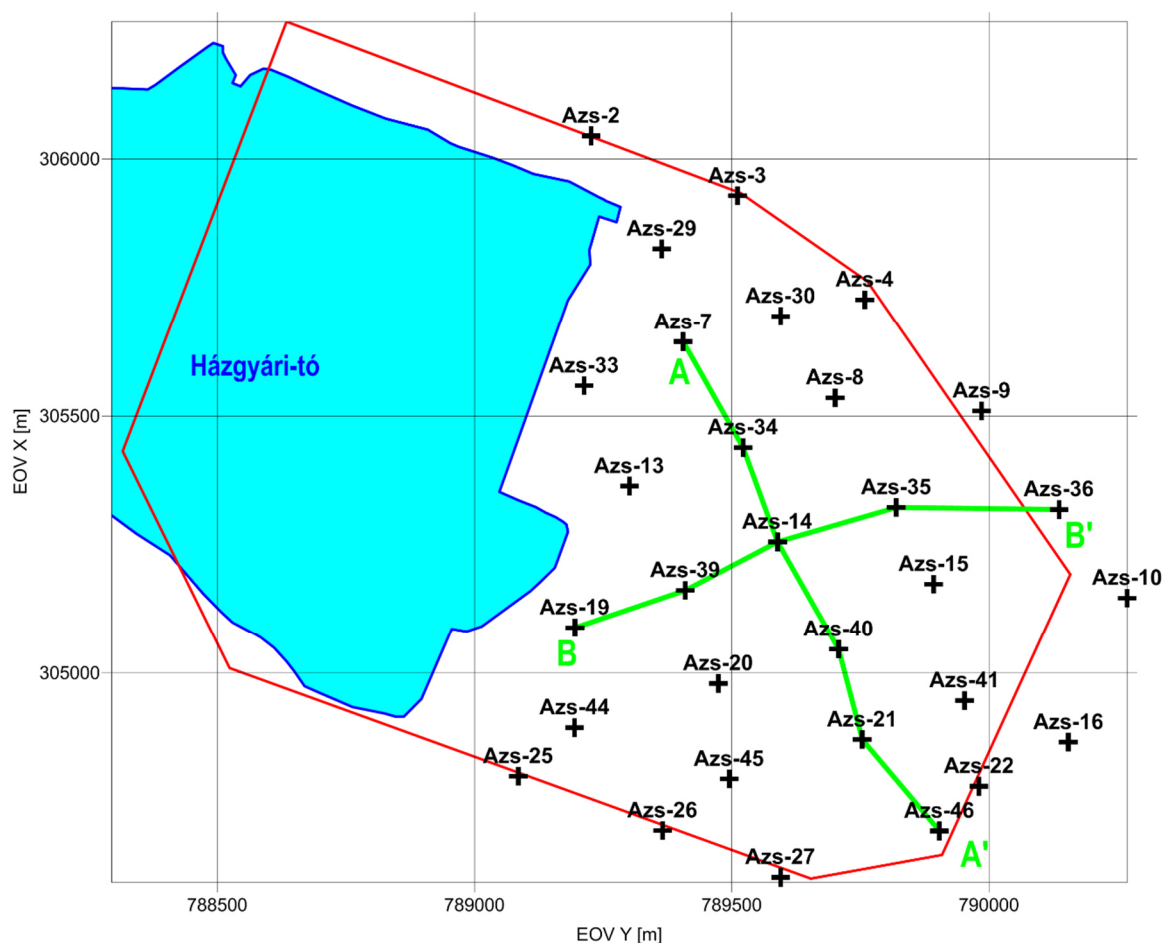 Azs-2
306000
Azs-3
Azs-29
Azs-4
Azs-30
Azs-7
A
Házgyári-tó
Azs-33
Azs-8
Azs-9
305500
Azs-34
Azs-13
Azs-35
Azs-36
B'
Azs-14
Azs-15
Azs-10
Azs-39
Azs-19
B
Azs-40
305000
Azs-20
Azs-41
Azs-44
Azs-21
Azs-16
Azs-25
Azs-45
Azs-22
Azs-26
Azs-46
A'
Azs-27
EOV X [m]
788500
789000
789500
790000
EOV Y [m]